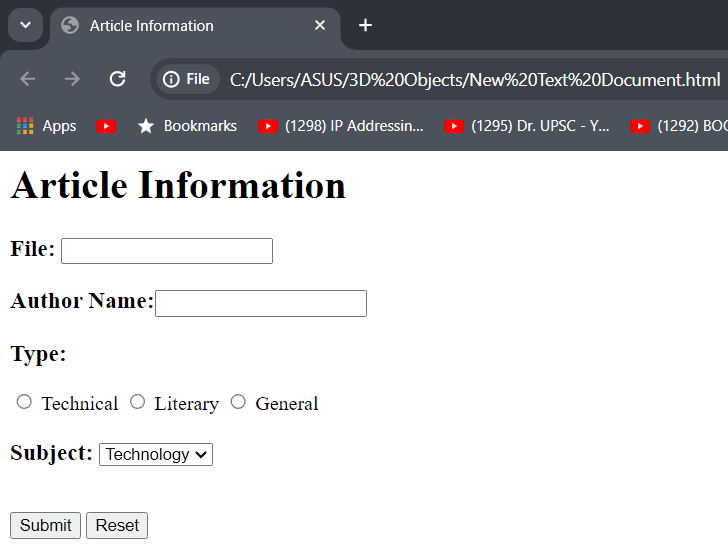 Article Information
File C:/Users/ASUS/3D%20Objects/New%20Text%20Document.html
Apps Bookmarks (1298) IP Addressin... (1295) Dr. UPSC - Y... (1292) BOO
Article Information
File:
Author Name:
Type:
Technical Literary General
Subject: Technology
Submit Reset